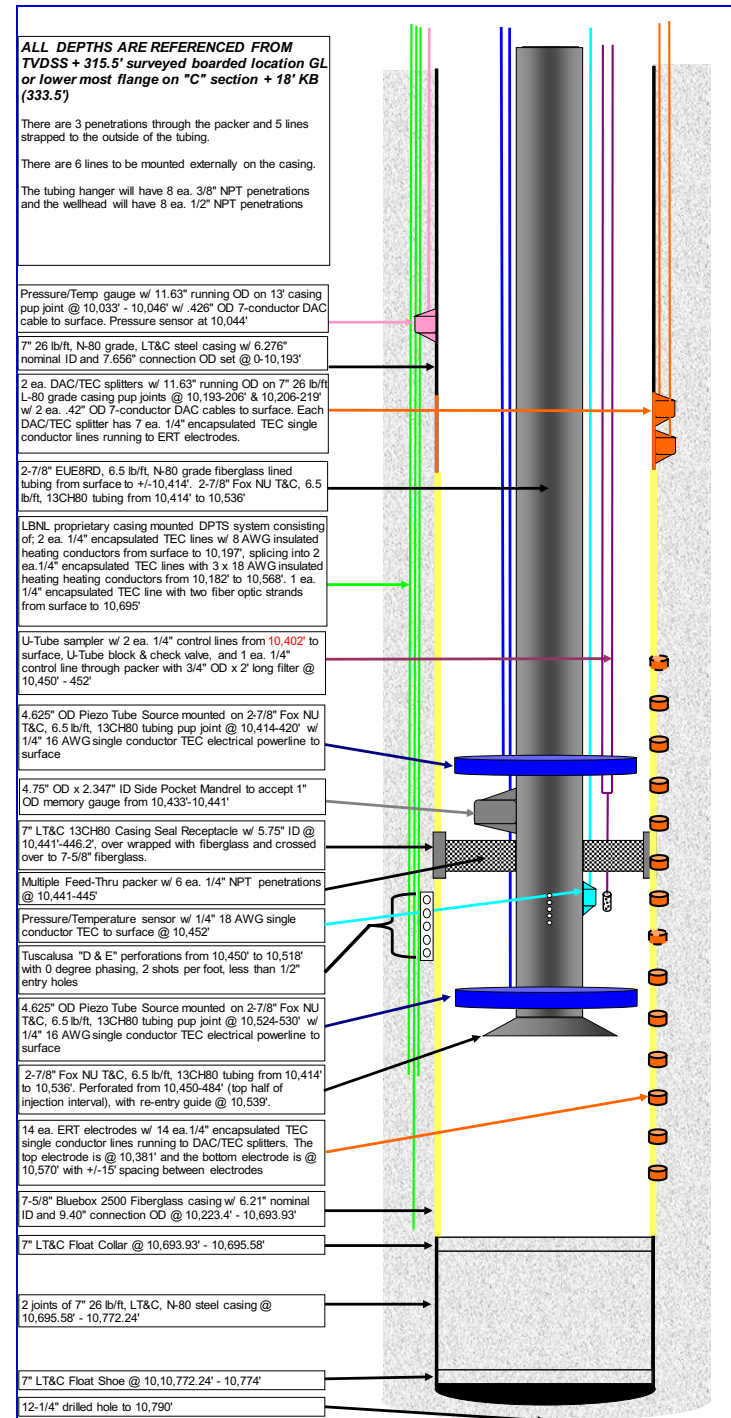 ALL DEPTHS ARE REFERENCED FROM
TVDSS + 315.5' surveyed boarded location GL
or lower most flange on "C" section + 18' KB
(333.5')
There are 3 penetrations through the packer and 5 lines
strapped to the outside of the tubing.
There are 6 lines to be mounted externally on the casing.
The tubing hanger will have 8 ea. 3/8" NPT penetrations
and the wellhead will have 8 ea. 1/2" NPT penetrations
Pressure/Temp gauge w/ 11.63" running OD on 13' casing
pup joint @ 10,033' - 10,046' w/ .426" OD 7-conductor DAC
cable to surface. Pressure sensor at 10,044'
7" 26 lb/ft, N-80 grade, LT&C steel casing w/ 6.276"
nominal ID and 7.656" connection OD set @ 0-10,193'
2 ea. DAC/TEC splitters w/ 11.63" running OD on 7" 26 lb/ft
L-80 grade casing pup joints @ 10,193-206' & 10,206-219'
w/ 2 ea. .42" OD 7-conductor DAC cables to surface. Each
DAC/TEC splitter has 7 ea. 1/4" encapsulated TEC single
conductor lines running to ERT electrodes.
2-7/8" EUE8RD, 6.5 lb/ft, N-80 grade fiberglass lined
tubing from surface to +/-10,414'. 2-7/8" Fox NU T&C, 6.5
lb/ft, 13CH80 tubing from 10,414' to 10,536'
LBNL proprietary casing mounted DPTS system consisting
of; 2 ea. 1/4" encapsulated TEC lines w/ 8 AWG insulated
heating conductors from surface to 10,197', splicing into 2
ea.1/4" encapsulated TEC lines with 3 x 18 AWG insulated
heating heating conductors from 10,182' to 10,568'. 1 ea.
1/4" encapsulated TEC line with two fiber optic strands
from surface to 10,695'
U-Tube sampler w/ 2 ea. 1/4" control lines from 10,402' to
surface, U-Tube block & check valve, and 1 ea. 1/4"
control line through packer with 3/4" OD x 2' long filter @
10,450' - 452'
4.625" OD Piezo Tube Source mounted on 2-7/8" Fox NU
T&C, 6.5 lb/ft, 13CH80 tubing pup joint @ 10,414-420' w/
1/4" 16 AWG single conductor TEC electrical powerline to
surface
4.75" OD x 2.347" ID Side Pocket Mandrel to accept 1"
OD memory gauge from 10,433'-10,441'
7" LT&C 13CH80 Casing Seal Receptacle w/ 5.75" ID @
10,441'-446.2', over wrapped with fiberglass and crossed
over to 7-5/8" fiberglass.
Multiple Feed-Thru packer w/ 6 ea. 1/4" NPT penetrations
@ 10,441-445'
Pressure/Temperature sensor w/ 1/4" 18 AWG single
conductor TEC to surface @ 10,452'
Tuscalusa "D & E" perforations from 10,450' to 10,518'
with 0 degree phasing, 2 shots per foot, less than 1/2"
entry holes
4.625" OD Piezo Tube Source mounted on 2-7/8" Fox NU
T&C, 6.5 lb/ft, 13CH80 tubing pup joint @ 10,524-530' w/
1/4" 16 AWG single conductor TEC electrical powerline to
surface
2-7/8" Fox NU T&C, 6.5 lb/ft, 13CH80 tubing from 10,414'
to 10,536'. Perforated from 10,450-484' (top half of
injection interval), with re-entry guide @ 10,539'.
14 ea. ERT electrodes w/ 14 ea.1/4" encapsulated TEC
single conductor lines running to DAC/TEC splitters. The
top electrode is @ 10,381' and the bottom electrode is @
10,570' with +/-15' spacing between electrodes
7-5/8" Bluebox 2500 Fiberglass casing w/ 6.21" nominal
ID and 9.40" connection OD @ 10,223.4' - 10,693.93'
7" LT&C Float Collar @ 10,693.93' - 10,695.58'
2 joints of 7" 26 lb/ft, LT&C, N-80 steel casing @
10,695.58' - 10,772.24'
7" LT&C Float Shoe @ 10,10,772.24' - 10,774'
12-1/4" drilled hole to 10,790'